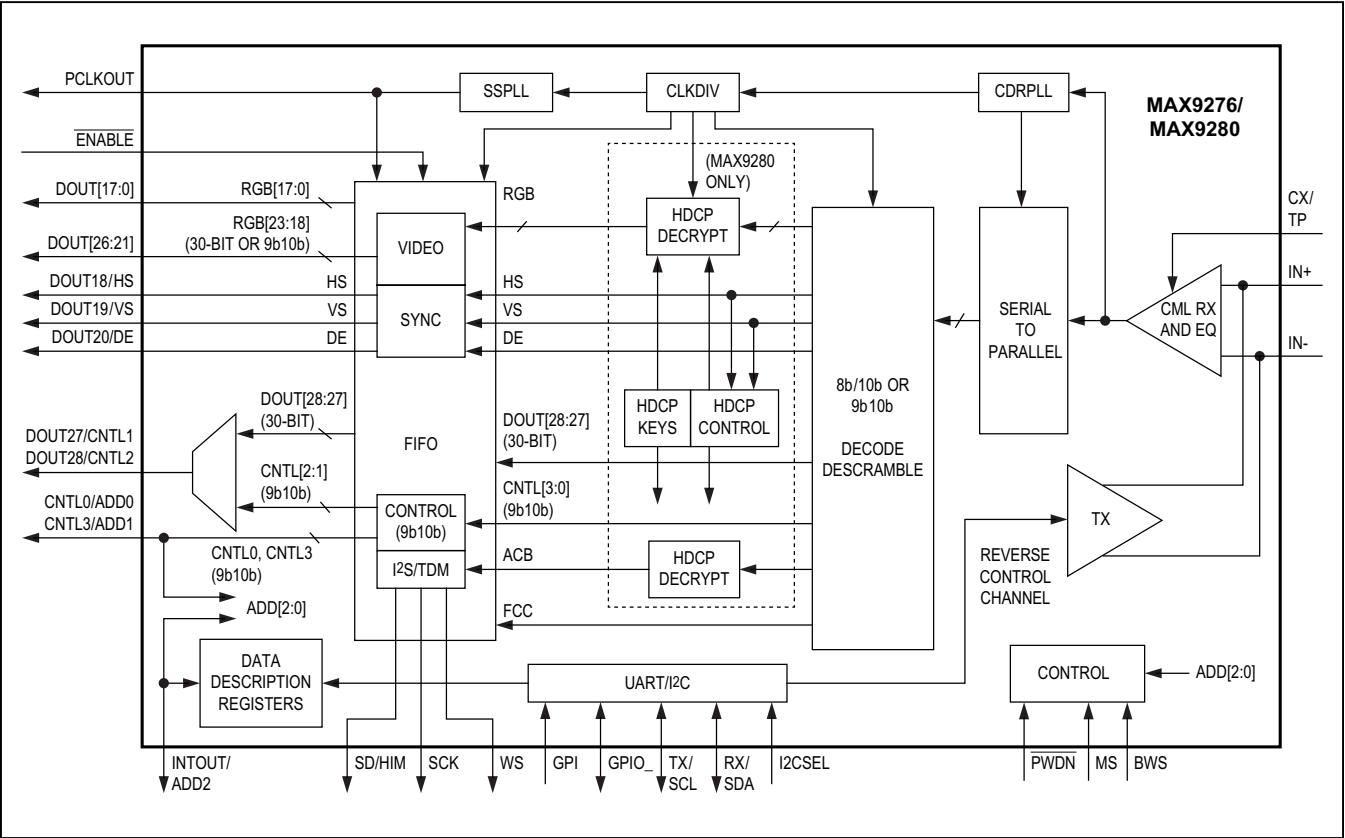 PCLKOUT
SSPLL
CLKDIV
CDRPLL
MAX9276/
MAX9280
ENABLE
(MAX9280
ONLY)
DOUT[17:0]
RGB[17:0]
RGB
HDCP
DECRYPT
CX/
TP
RGB[23:18]
(30-BIT OR 9b10b)
DOUT[26:21]
VIDEO
IN+
DOUT18/HS
HS
HS
DOUT19/VS
VS
SYNC
VS
DOUT20/DE
DE
DE
SERIAL
TO
PARALLEL
CML RX
AND EQ
IN-
8b/10b OR
9b10b
DECODE
DESCRAMBLE
DOUT[28:27]
(30-BIT)
HDCP
KEYS
HDCP
CONTROL
DOUT[28:27]
(30-BIT)
DOUT27/CNTL1
DOUT28/CNTL2
FIFO
CNTL[2:1]
(9b10b)
CNTL[3:0]
(9b10b)
CNTL0/ADD0
CNTL3/ADD1
CONTROL
(9b10b)
TX
CNTL0, CNTL3
(9b10b)
I2S/TDM
ACB
HDCP
DECRYPT
REVERSE
CONTROL
CHANNEL
ADD[2:0]
FCC
DATA
DESCRIPTION
REGISTERS
UART/I2C
CONTROL
ADD[2:0]
INTOUT/
ADD2
SD/HIM
SCK
WS
GPI
GPIO_
TX/
SCL
RX/
SDA
I2CSEL
PWDN
MS
BWS